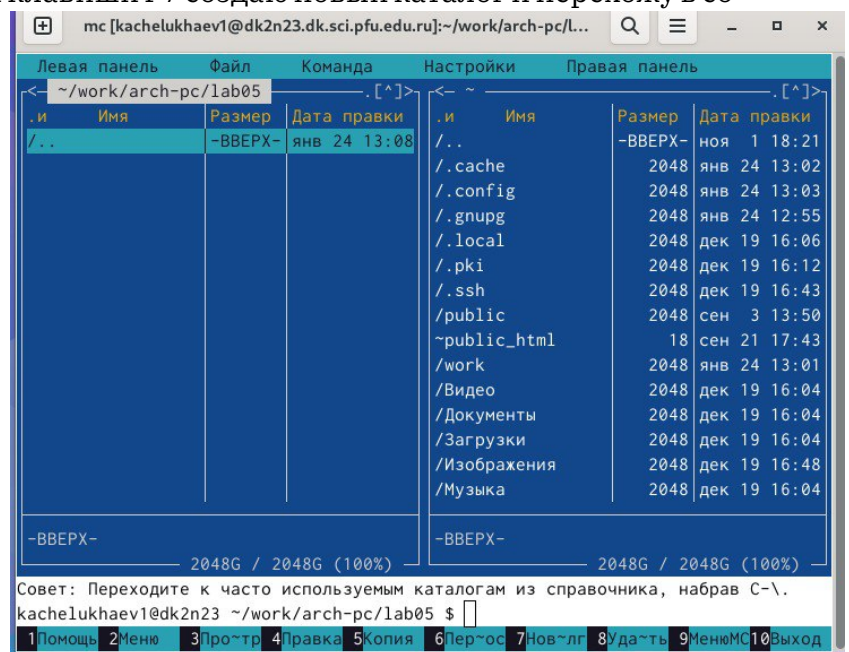 клавиши F7 создаю новый каталог и перехожу в
mc [kachelukhaev1@dk2n23.dk.sci.pfu.edu.ru]:~/work/arch-pc/l...
Левая панель Файл Команда Настройки Правая панель
<— ~/work/arch-pc/lab05 .[^]> <— ~ .[^]>
.и Имя Размер Дата правки .и Имя Размер Дата правки
/.. -ВВЕРХ- янв 24 13:08 /.. -ВВЕРХ- ноя 1 18:21
/.cache 2048 янв 24 13:02
/.config 2048 янв 24 13:03
/.gnupg 2048 янв 24 12:55
/.local 2048 дек 19 16:06
/.pki 2048 дек 19 16:12
/.ssh 2048 дек 19 16:43
/public 2048 сен 3 13:50
~public_html 18 сен 21 17:43
/work 2048 янв 24 13:01
/Видео 2048 дек 19 16:04
/Документы 2048 дек 19 16:04
/Загрузки 2048 дек 19 16:04
/Изображения 2048 дек 19 16:48
/Музыка 2048 дек 19 16:04
-ВВЕРХ- -ВВЕРХ-
2048G / 2048G (100%) 2048G / 2048G (100%)
Совет: Переходите к часто используемым каталогам из справочника, набрав C-\.
kachelukhaev1@dk2n23 ~/work/arch-pc/lab05 $
1Помощь 2Меню 3Про~тр 4Правка 5Копия 6Пер~ос 7Нов~лг 8Уда~ть 9МенюMC 10Выход